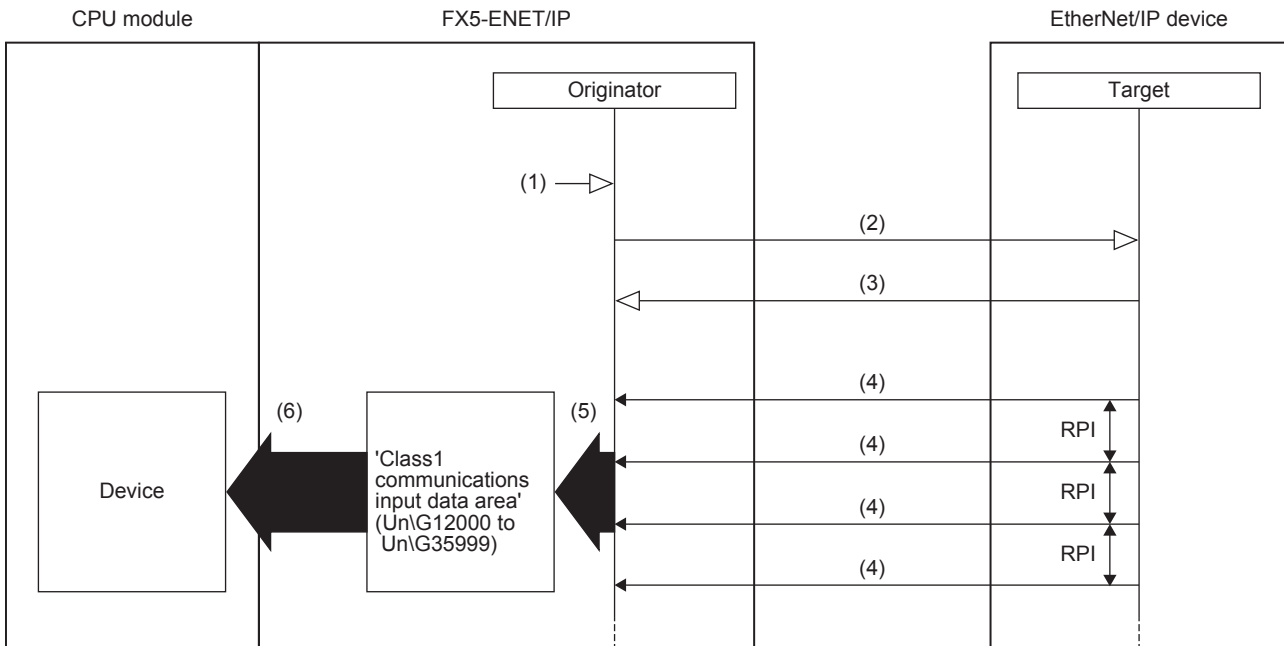 CPU module
FX5-ENET/IP
EtherNet/IP device
Originator
Target
(1)
(2)
(3)
(4)
(6)
(5)
RPI
(4)
'Class1
communications
input data area'
(Un\G12000 to
Un\G35999)
Device
RPI
(4)
RPI
(4)